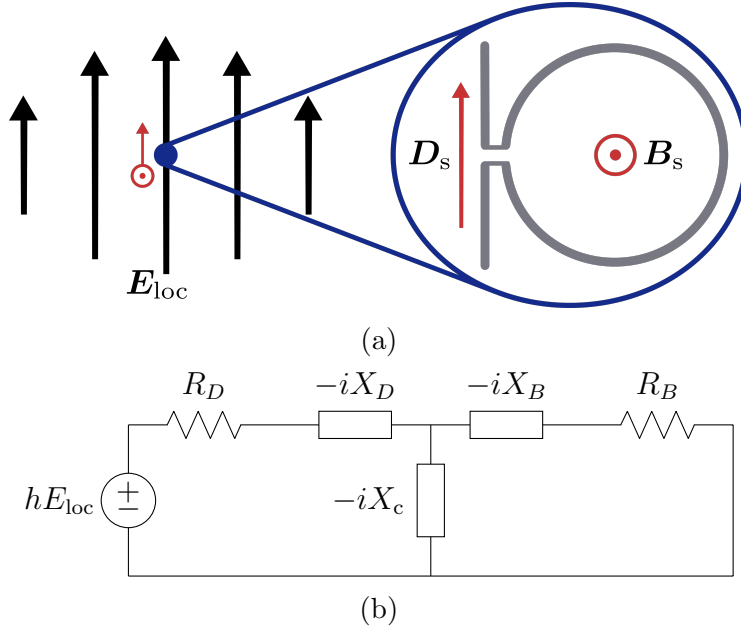 D_s
B_s
E_loc
(a)
R_D
−iX_D
−iX_B
R_B
hE_loc
−iX_c
(b)